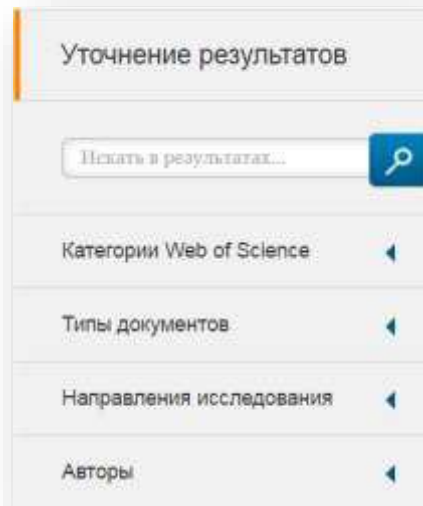 Уточнение результатов
Искать в результатах...
Категории Web of Science
Типы документов
Направления исследования
Авторы